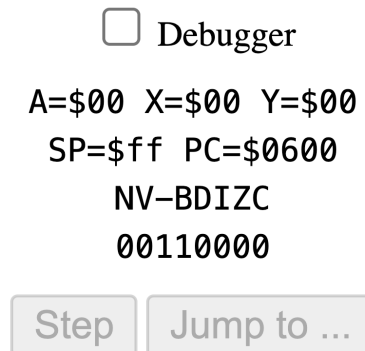 Debugger
A=$00 X=$00 Y=$00
SP=$ff PC=$0600
NV-BDIZC
00110000
Step Jump to ...